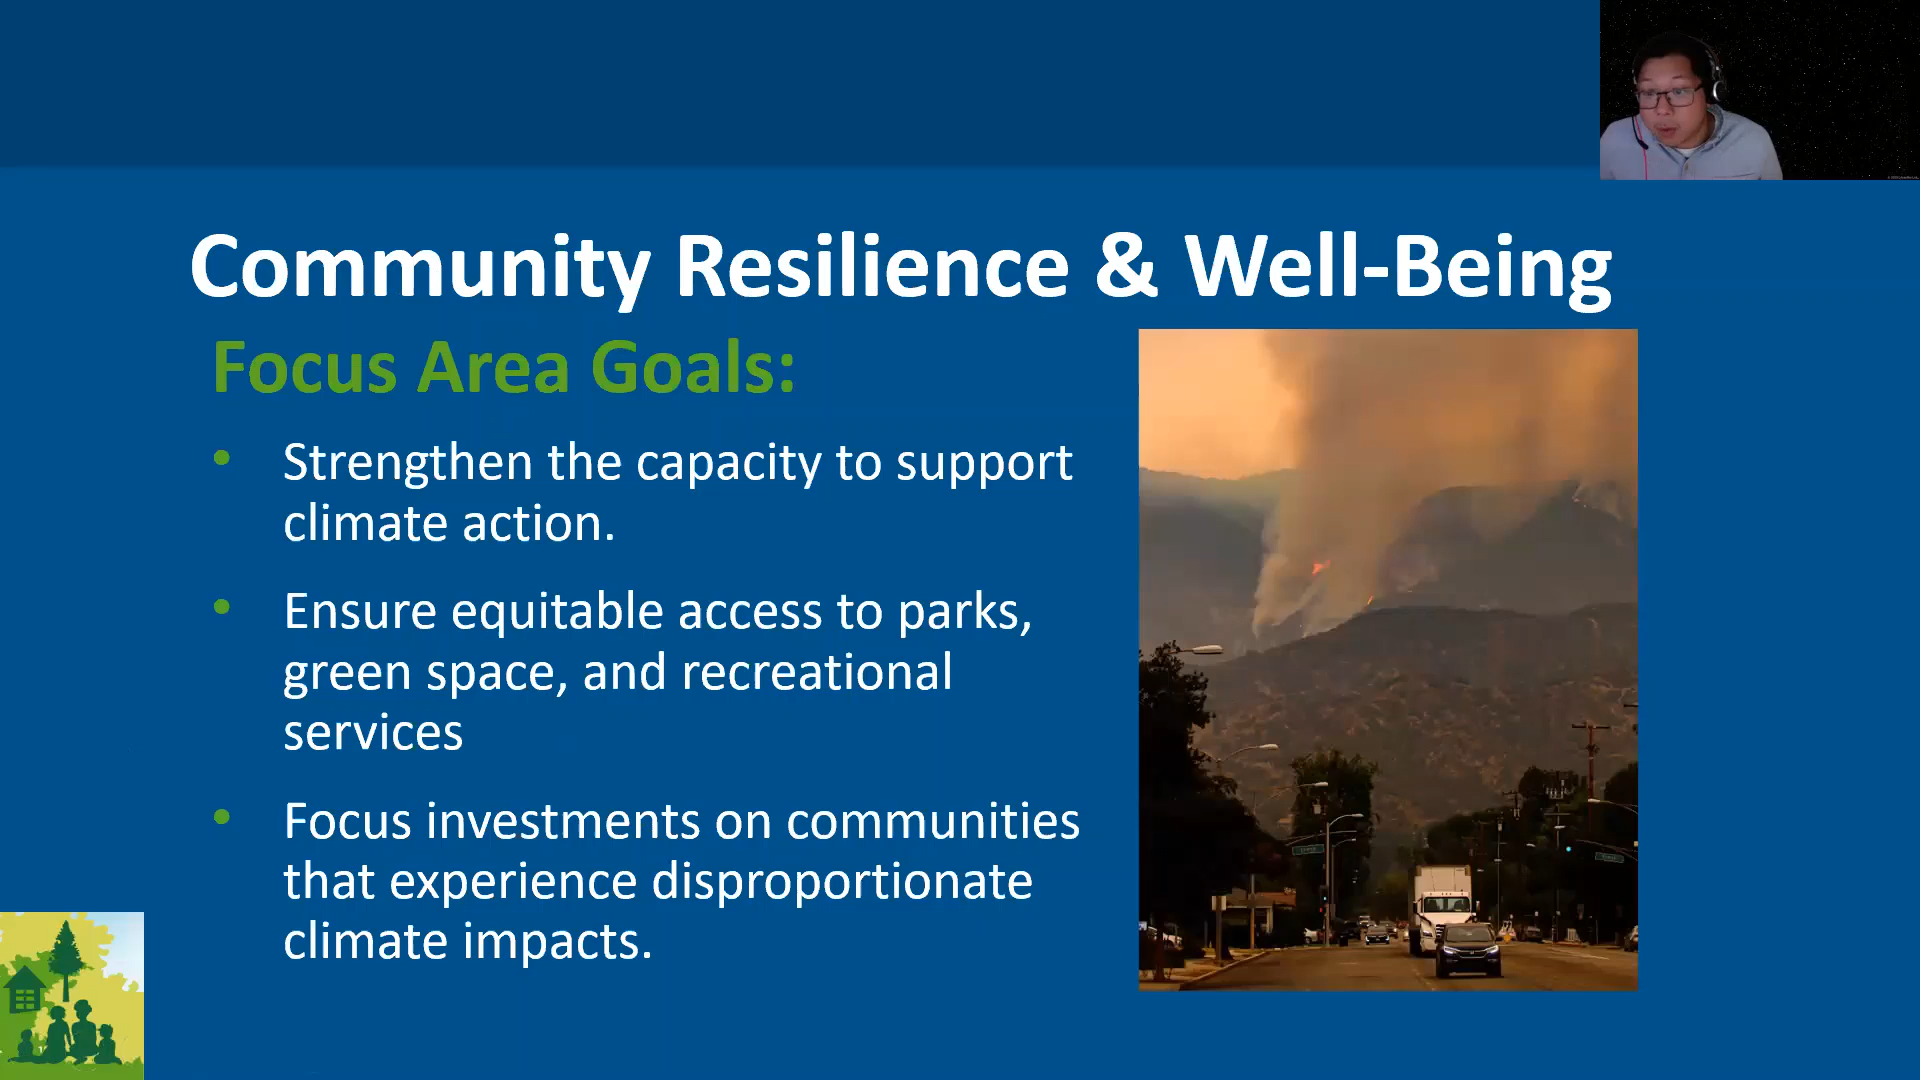 Community Resilience & Well-Being
Focus Area Goals:
• Strengthen the capacity to support
climate action.
• Ensure equitable access to parks,
green space, and recreational
services
• Focus investments on communities
that experience disproportionate
climate impacts.